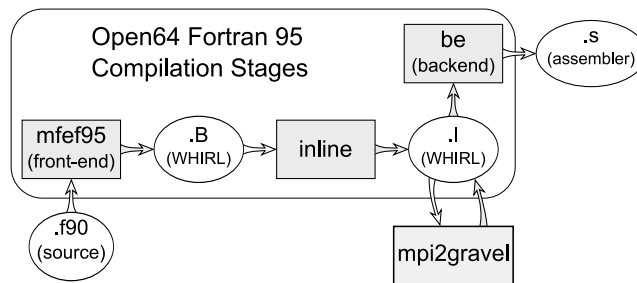 Open64 Fortran 95
Compilation Stages
be
(backend)
.s
(assembler)
mfef95
(front-end)
.B
(WHIRL)
inline
.I
(WHIRL)
.f90
(source)
mpi2gravel